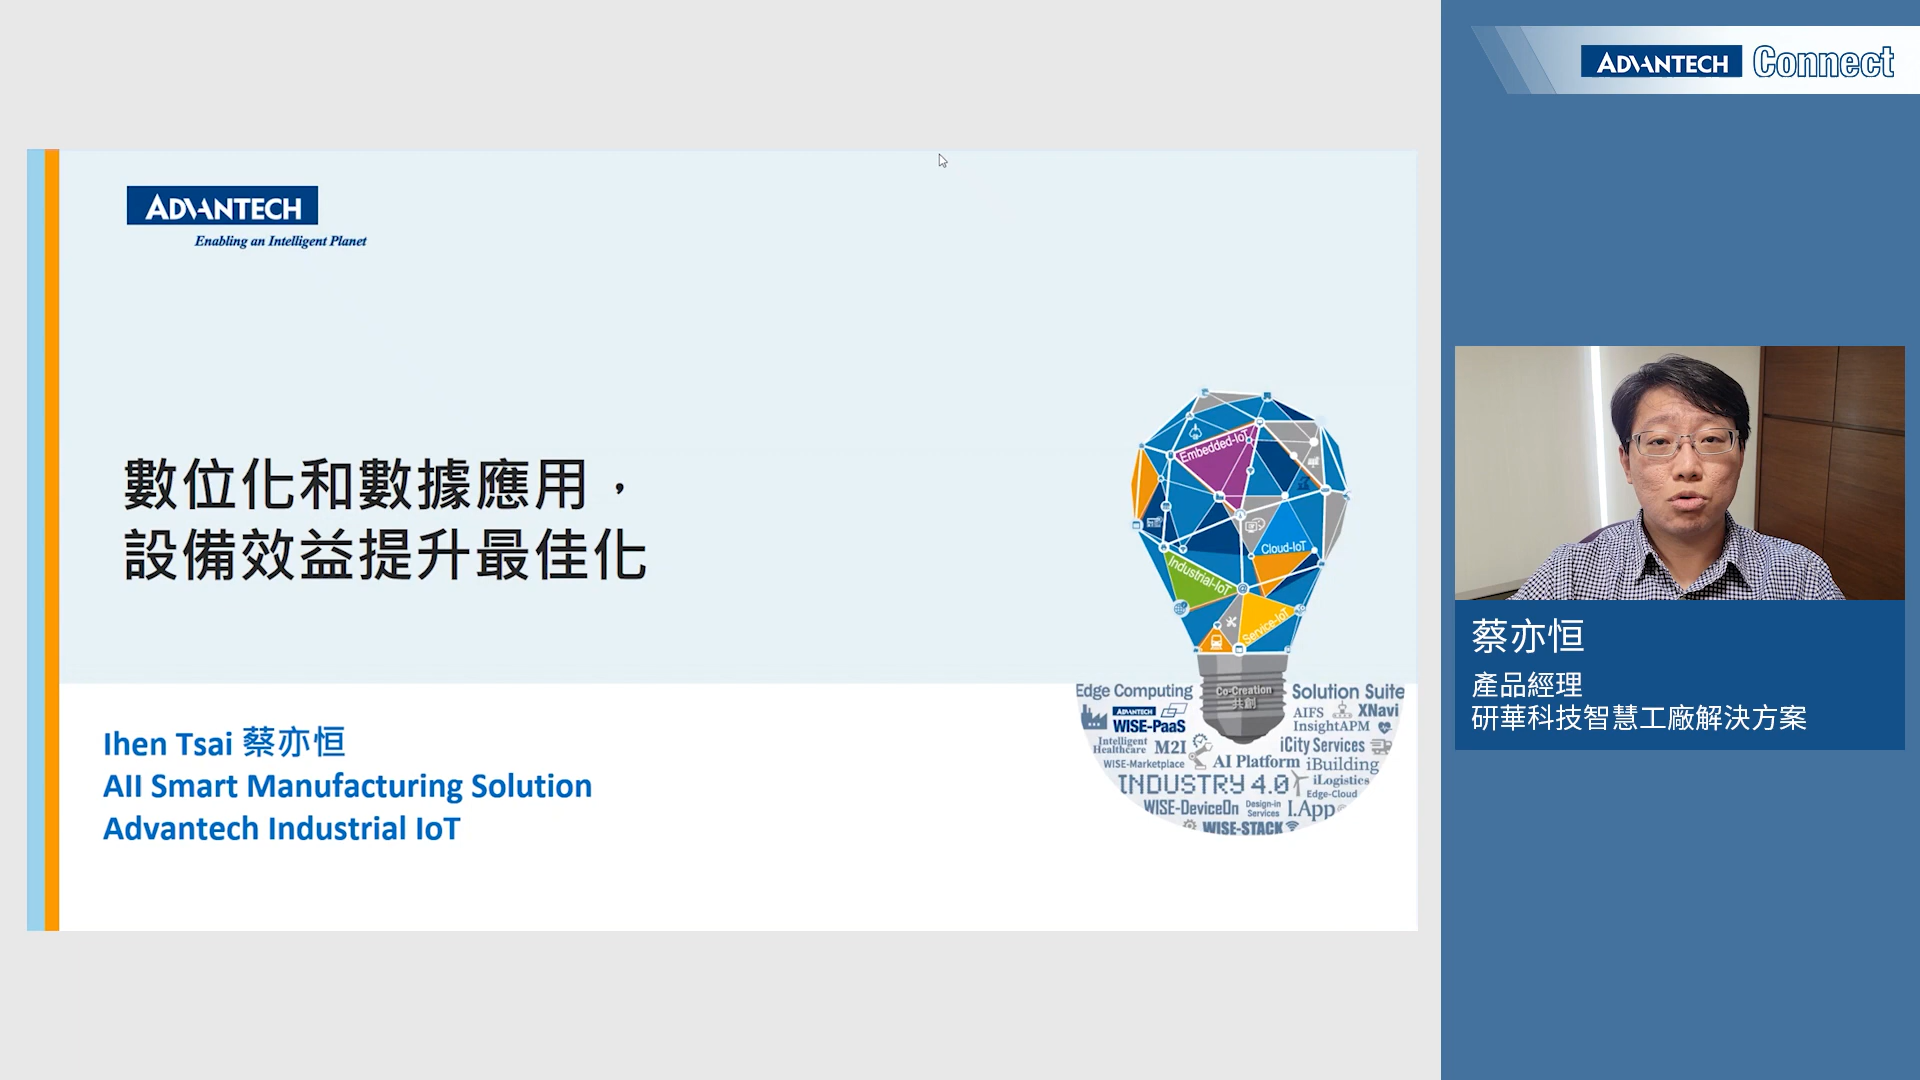 ADVANTECH
Enabling an Intelligent Planet
數位化和數據應用，
設備效益提升最佳化
Ihen Tsai 蔡亦恒
AII Smart Manufacturing Solution
Advantech Industrial IoT
Embedded-IoT
Cloud-IoT
Industrial-IoT
Service-IoT
Co-Creation
共創
Edge Computing
Solution Suite
ADVANTECH
WISE-PaaS
AIFS
XNavi
InsightAPM
Intelligent
Healthcare
M2I
iCity Services
WISE-Marketplace
AI Platform
iBuilding
INDUSTRY 4.0
iLogistics
Edge-Cloud
WISE-DeviceOn
Design-in
Services
I.App
WISE-STACK
ADVANTECH Connect
蔡亦恒
產品經理
研華科技智慧工廠解決方案